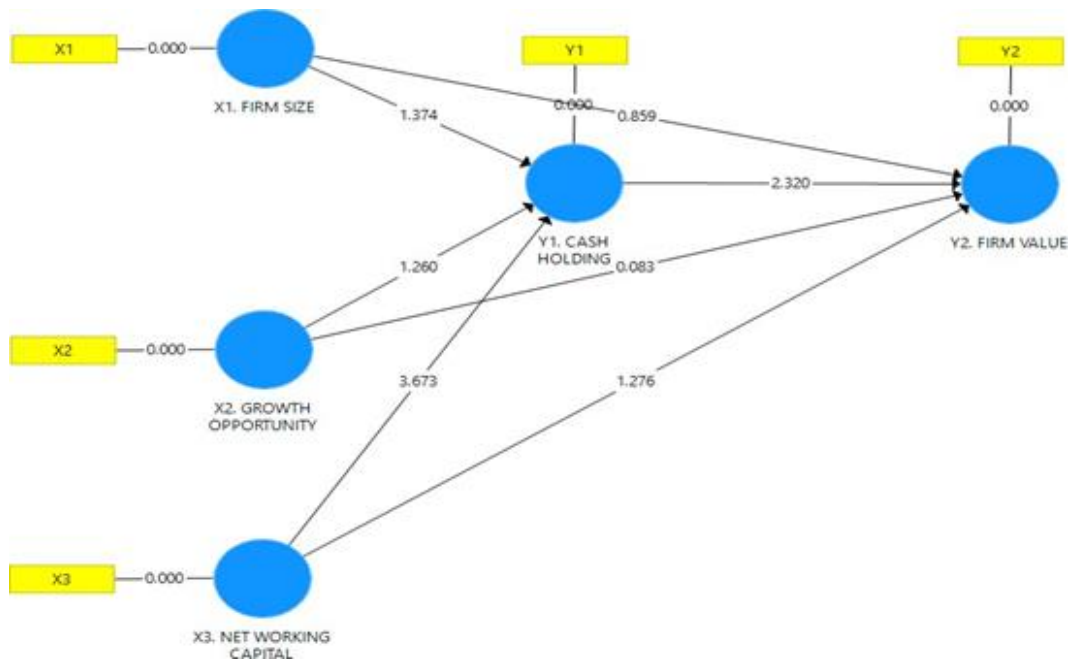 X1
0.000
X1. FIRM SIZE
Y1
0.000
Y2
0.000
1.374
0.859
2.320
Y1. CASH
HOLDING
Y2. FIRM VALUE
1.260
0.083
X2
0.000
X2. GROWTH
OPPORTUNITY
3.673
1.276
X3
0.000
X3. NET WORKING
CAPITAL